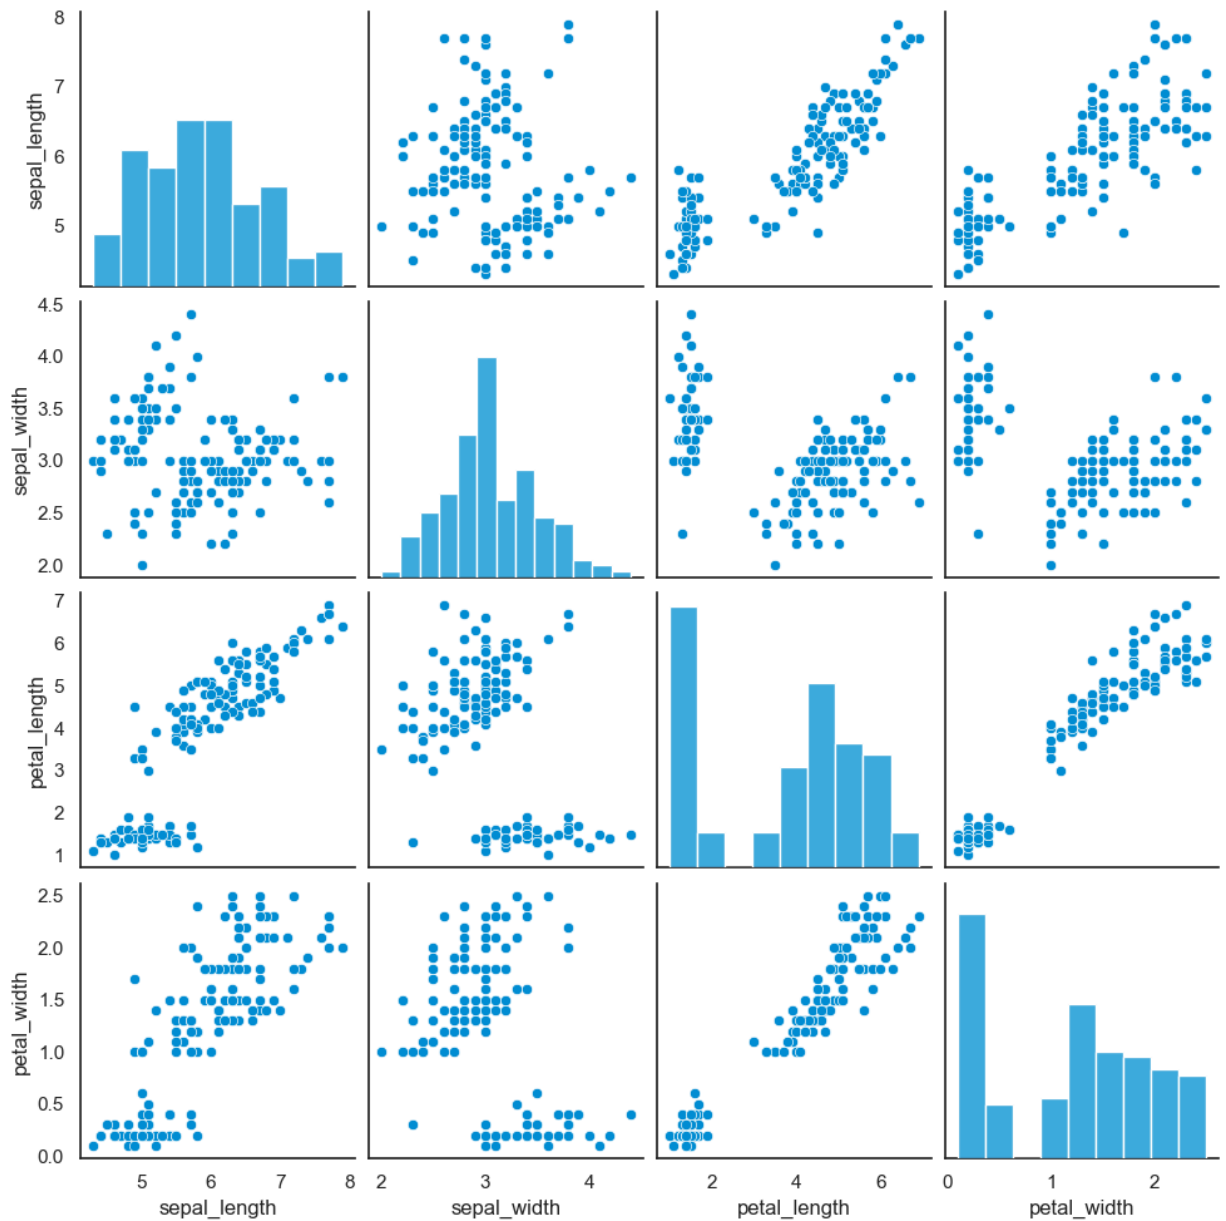 8
7
6
5
sepal_length
4.5
4.0
3.5
3.0
2.5
2.0
sepal_width
7
6
5
4
3
2
1
petal_length
2.5
2.0
1.5
1.0
0.5
0.0
petal_width
5 6 7 8
2 3 4
2 4 6
0 1 2
sepal_length sepal_width petal_length petal_width